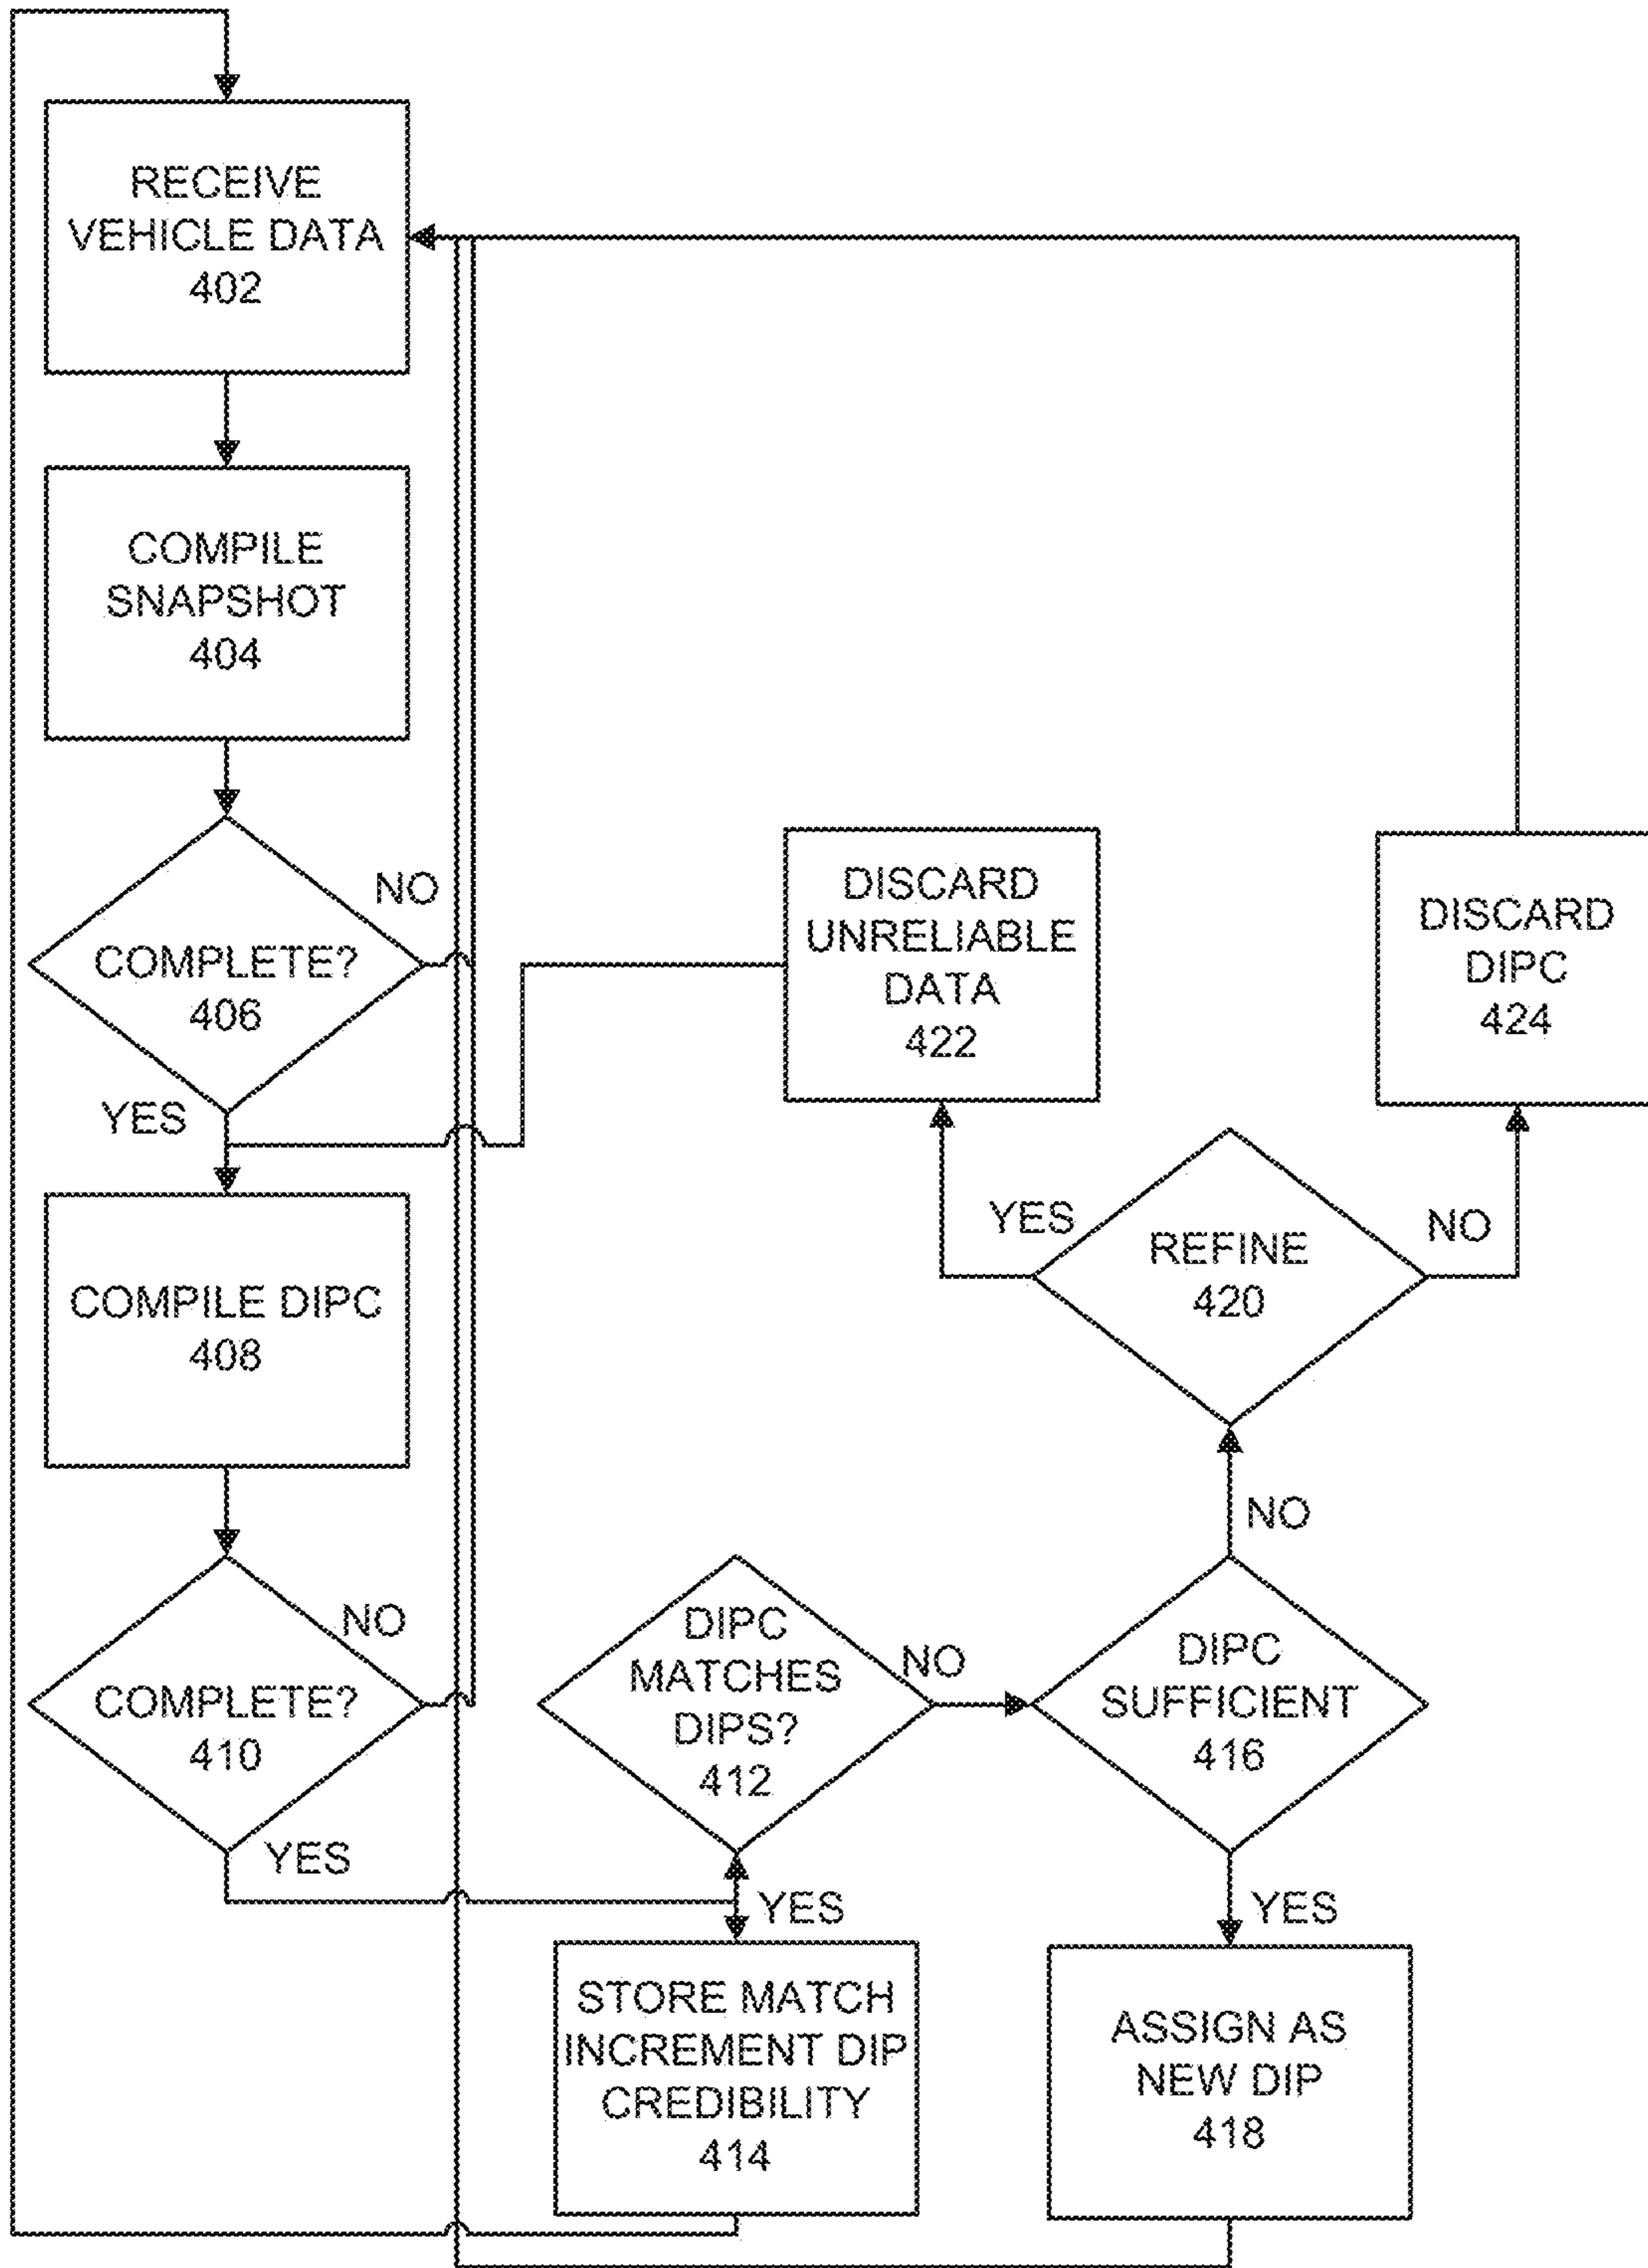 RECEIVE
VEHICLE DATA
402
COMPILE
SNAPSHOT
404
NO
COMPLETE?
406
YES
DISCARD
UNRELIABLE
DATA
422
DISCARD
DIPC
424
COMPILE DIPC
408
YES
REFINE
420
NO
NO
NO
COMPLETE?
410
YES
DIPC
MATCHES
DIPS?
412
NO
DIPC
SUFFICIENT
416
YES
YES
STORE MATCH
INCREMENT DIP
CREDIBILITY
414
ASSIGN AS
NEW DIP
418